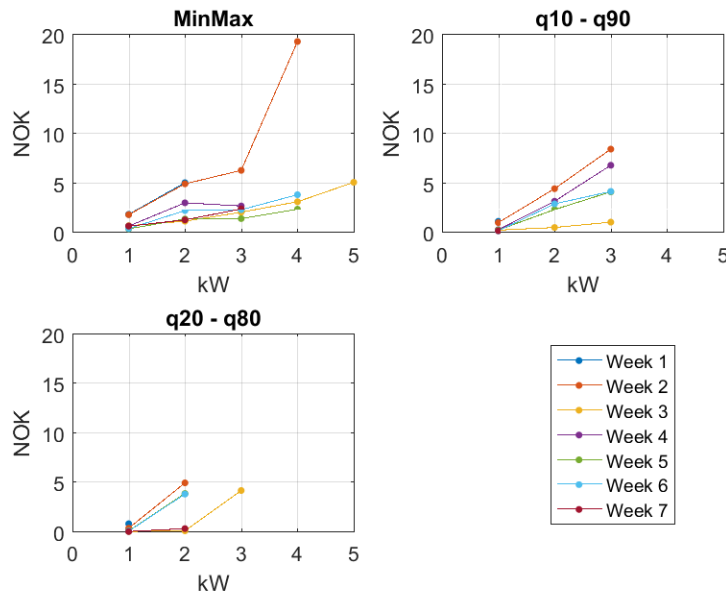 MinMax
20
15
10
5
0
NOK
0 1 2 3 4 5
kW
q10 - q90
20
15
10
5
0
NOK
0 1 2 3 4 5
kW
q20 - q80
20
15
10
5
0
NOK
0 1 2 3 4 5
kW
Week 1
Week 2
Week 3
Week 4
Week 5
Week 6
Week 7